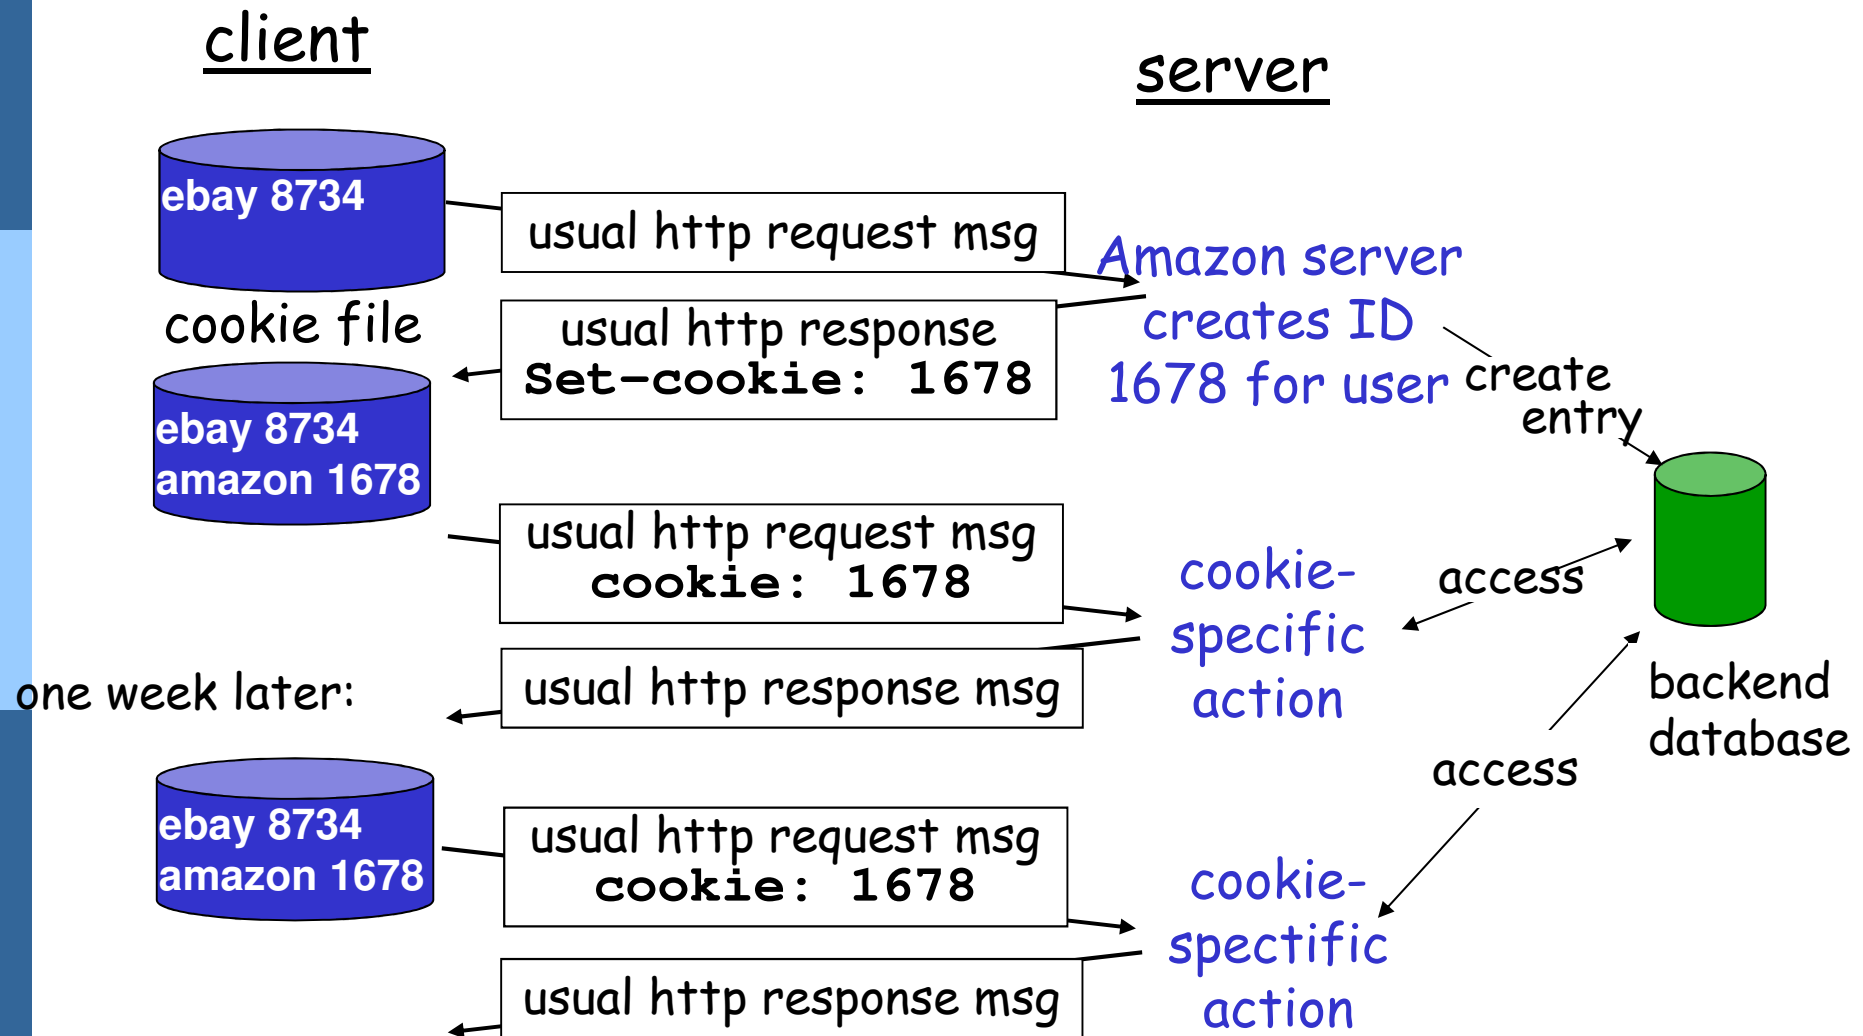 client
server
ebay 8734
usual http request msg
Amazon server
creates ID
1678 for user
cookie file
usual http response
Set-cookie: 1678
create
entry
ebay 8734
amazon 1678
usual http request msg
cookie: 1678
cookie-
specific
action
access
usual http response msg
one week later:
backend
database
access
ebay 8734
amazon 1678
usual http request msg
cookie: 1678
cookie-
spectific
action
usual http response msg